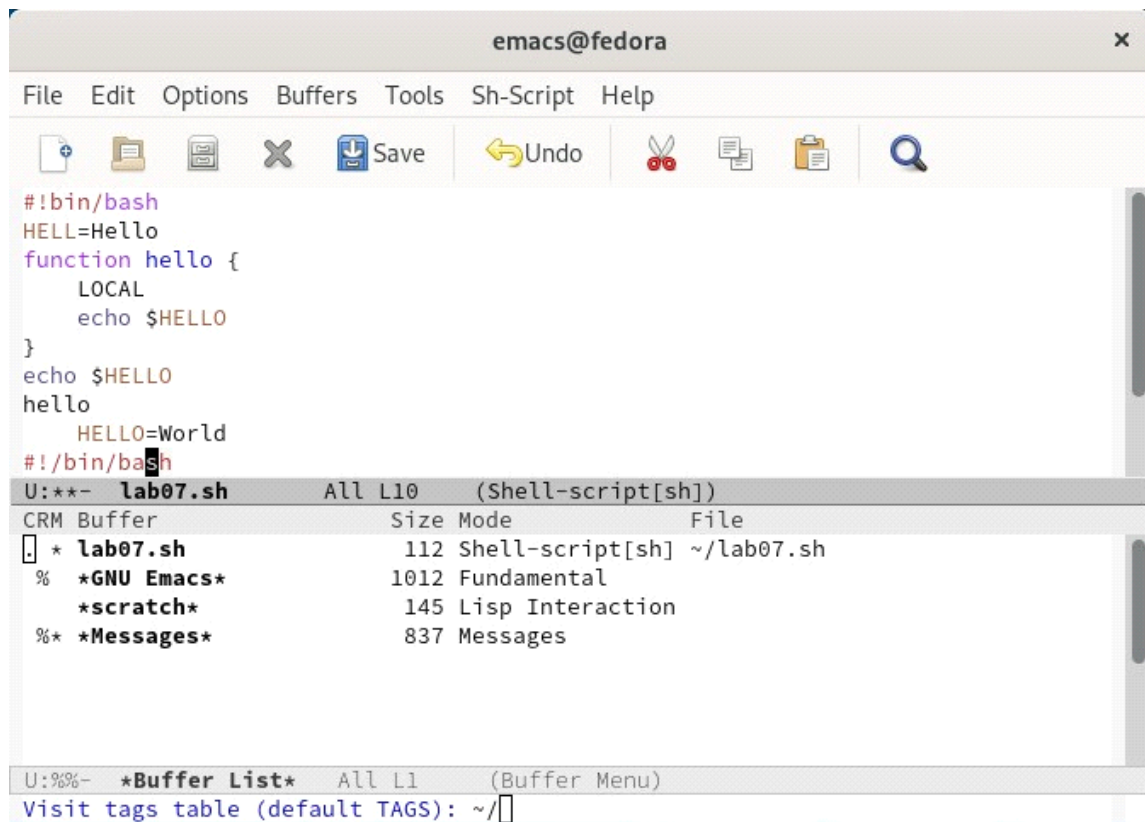 emacs@fedora ×
File Edit Options Buffers Tools Sh-Script Help
Save Undo
#!bin/bash
HELL=Hello
function hello {
    LOCAL
    echo $HELLO
}
echo $HELLO
hello
    HELLO=World
#!/bin/bash
U:**-  lab07.sh       All L10    (Shell-script[sh])
CRM Buffer                 Size Mode             File
. * lab07.sh                112 Shell-script[sh] ~/lab07.sh
 %  *GNU Emacs*            1012 Fundamental
    *scratch*               145 Lisp Interaction
 %* *Messages*              837 Messages
U:%%-  *Buffer List*   All L1     (Buffer Menu)
Visit tags table (default TAGS): ~/